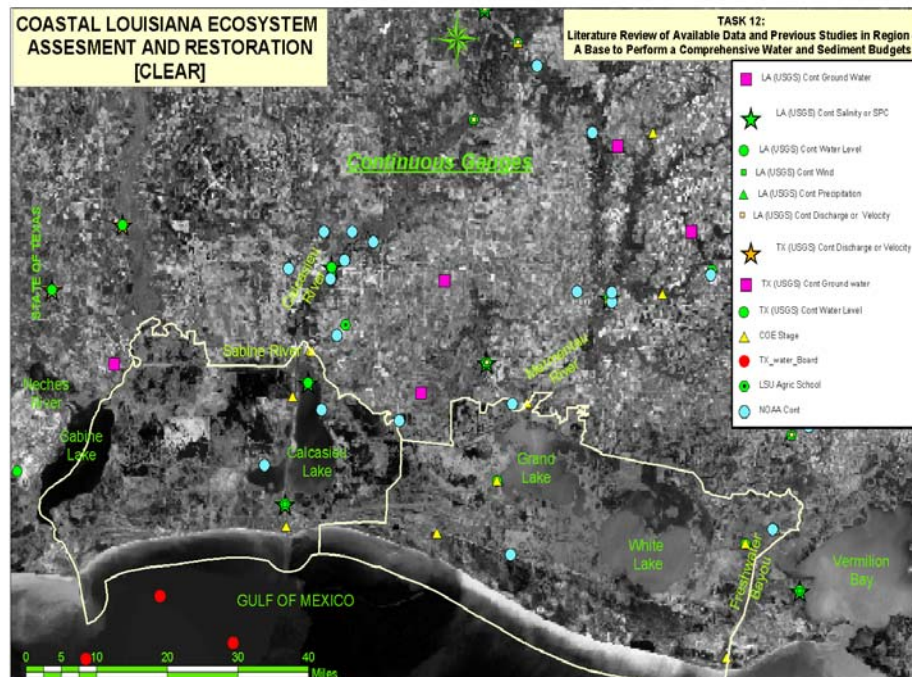 COASTAL LOUISIANA ECOSYSTEM
ASSESMENT AND RESTORATION
[CLEAR]
TASK 12:
Literature Review of Available Data and Previous Studies in Region
A Base to Perform a Comprehensive Water and Sediment Budgets
LA (USGS) Cont Ground Water
LA (USGS) Cont Salinity or SPC
LA (USGS) Cont Water Level
LA (USGS) Cont Wind
LA (USGS) Cont Precipitation
LA (USGS) Cont Discharge or Velocity
TX (USGS) Cont Discharge or Velocity
TX (USGS) Cont Ground water
TX (USGS) Cont Water Level
COE Stage
TX_water_Board
LSU Agric School
NOAA Cont
Continuous Gauges
STATE OF TEXAS
Calcasieu
River
Sabine River
Mermentau
River
Neches
River
Sabine
Lake
Calcasieu
Lake
Grand
Lake
White
Lake
Freshwater
Bayou
Vermilion
Bay
GULF OF MEXICO
0 2 5 10 20 30 40
Miles